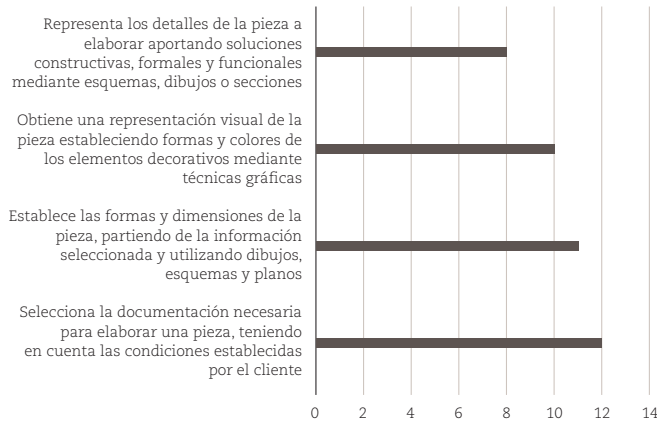 Representa los detalles de la pieza a
elaborar aportando soluciones
constructivas, formales y funcionales
mediante esquemas, dibujos o secciones
Obtiene una representación visual de la
pieza estableciendo formas y colores de
los elementos decorativos mediante
técnicas gráficas
Establece las formas y dimensiones de la
pieza, partiendo de la información
seleccionada y utilizando dibujos,
esquemas y planos
Selecciona la documentación necesaria
para elaborar una pieza, teniendo
en cuenta las condiciones establecidas
por el cliente
0 2 4 6 8 10 12 14